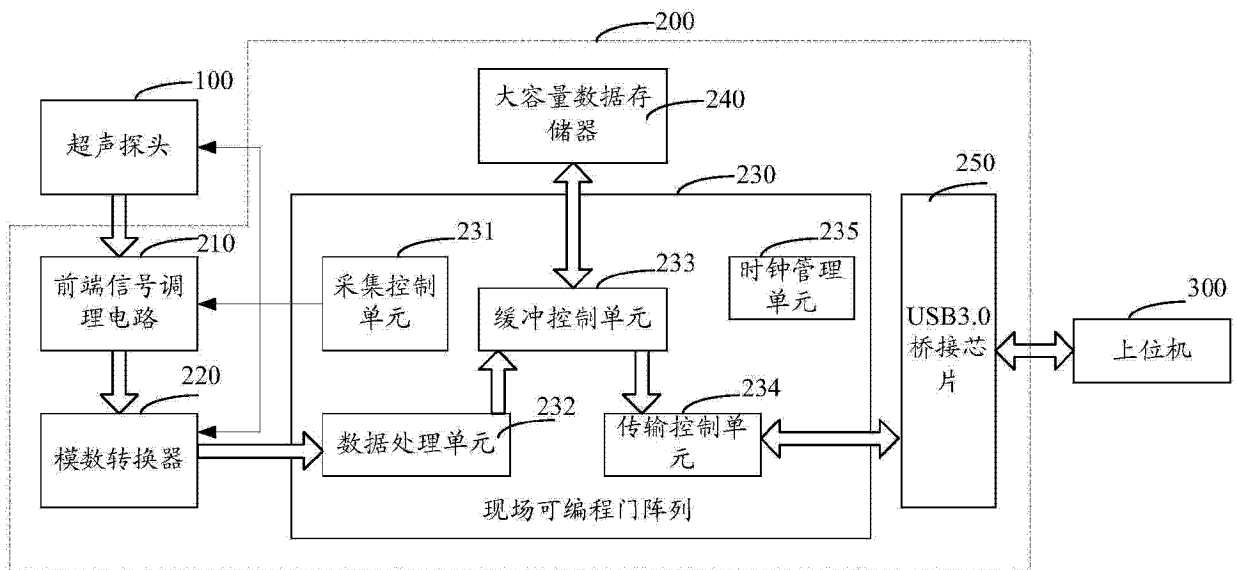 200
100
超声探头
大容量数据存
储器
240
230
250
210
前端信号调
理电路
231
采集控制
单元
233
缓冲控制单元
235
时钟管理
单元
USB3.0
桥接芯
片
300
上位机
220
模数转换器
232
数据处理单元
234
传输控制单
元
现场可编程门阵列